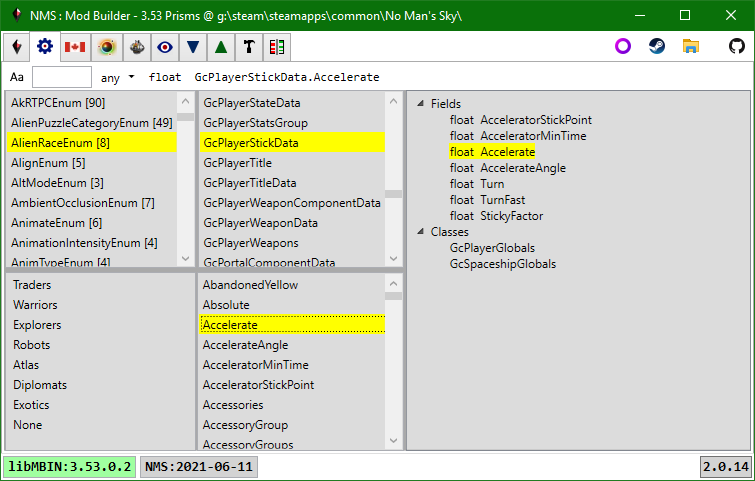 NMS : Mod Builder - 3.53 Prisms @ g:\steam\steamapps\common\No Man's Sky\
Aa any float GcPlayerStickData.Accelerate
AkRTPCEnum [90]
AlienPuzzleCategoryEnum [49]
AlienRaceEnum [8]
AlignEnum [5]
AltModeEnum [3]
AmbientOcclusionEnum [7]
AnimateEnum [6]
AnimationIntensityEnum [4]
AnimTypeEnum [4]
GcPlayerStateData
GcPlayerStatsGroup
GcPlayerStickData
GcPlayerTitle
GcPlayerTitleData
GcPlayerWeaponComponentData
GcPlayerWeaponData
GcPlayerWeapons
GcPortalComponentData
Traders
Warriors
Explorers
Robots
Atlas
Diplomats
Exotics
None
AbandonedYellow
Absolute
Accelerate
AccelerateAngle
AcceleratorMinTime
AcceleratorStickPoint
Accessories
AccessoryGroup
AccessoryGroups
Fields
float AcceleratorStickPoint
float AcceleratorMinTime
float Accelerate
float AccelerateAngle
float Turn
float TurnFast
float StickyFactor
Classes
GcPlayerGlobals
GcSpaceshipGlobals
libMBIN:3.53.0.2
NMS:2021-06-11
2.0.14